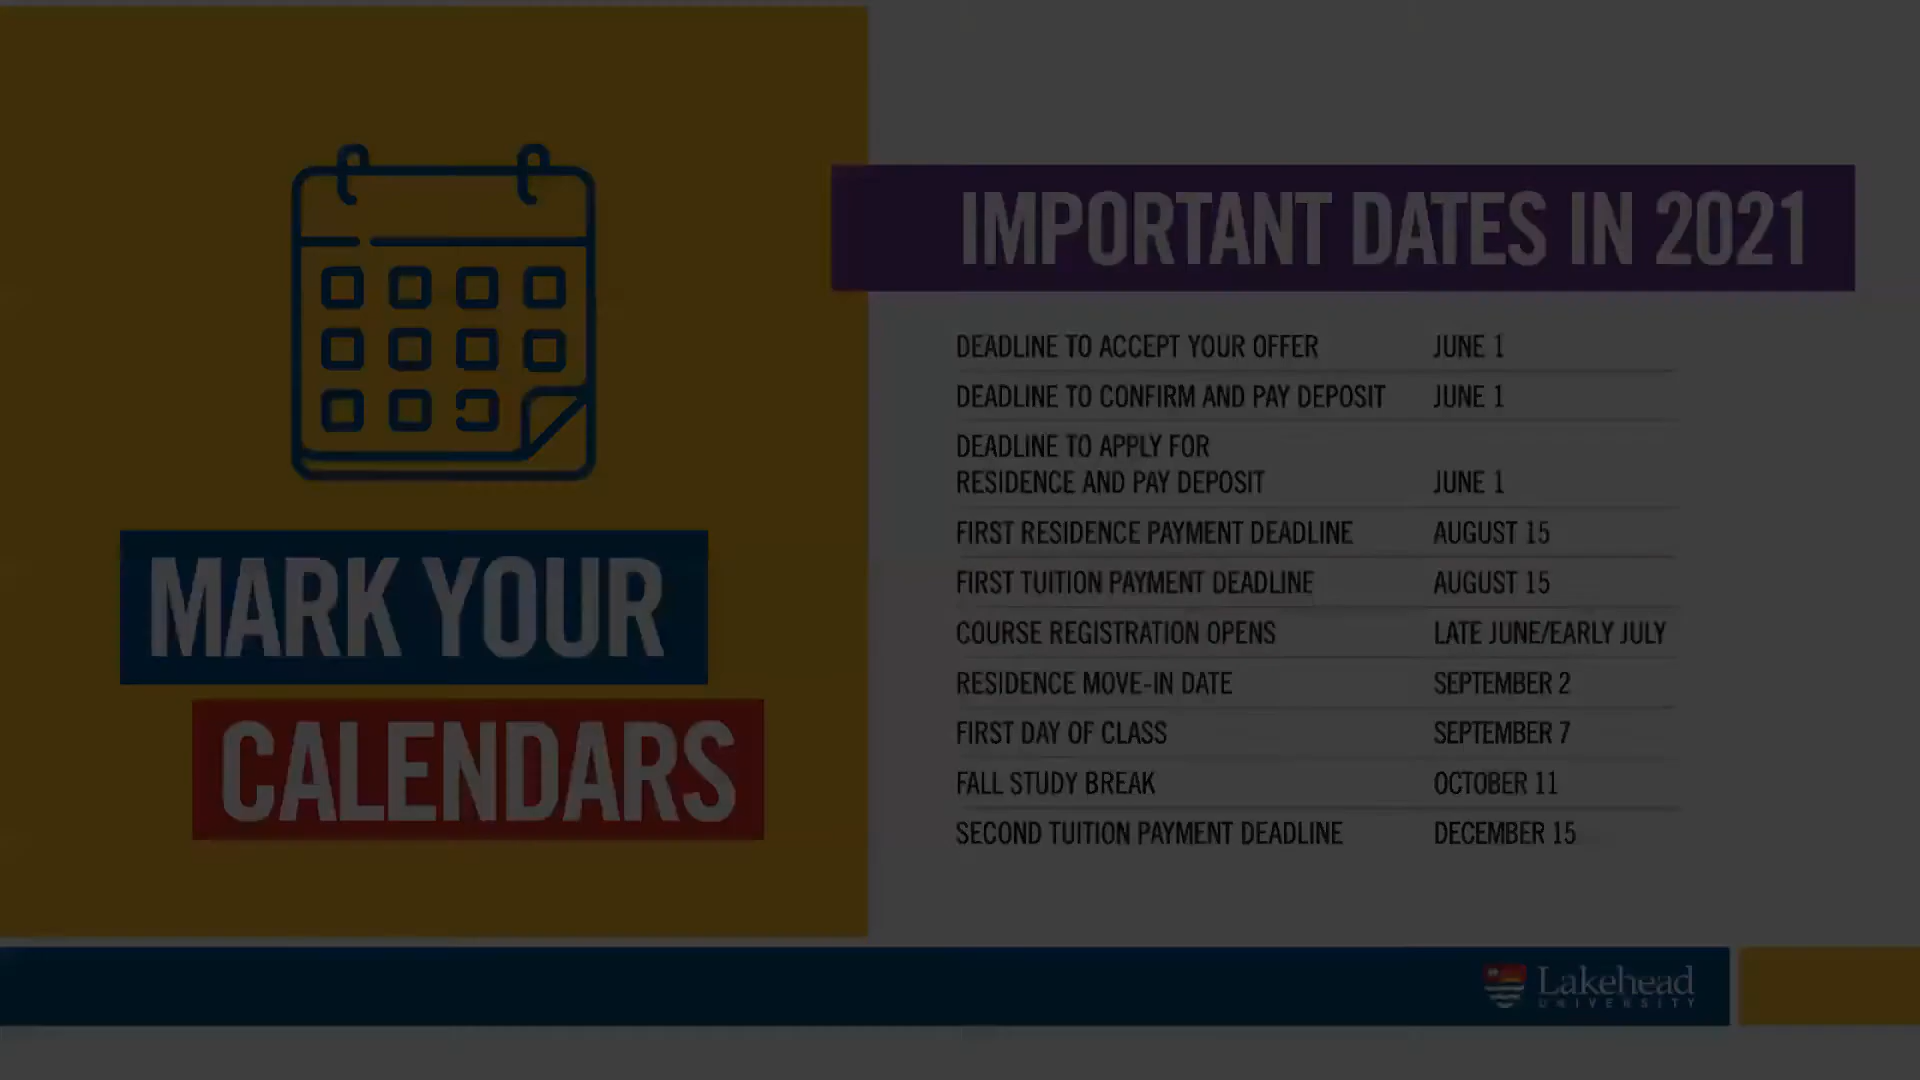 MARK YOUR
CALENDARS
IMPORTANT DATES IN 2021
DEADLINE TO ACCEPT YOUR OFFER JUNE 1
DEADLINE TO CONFIRM AND PAY DEPOSIT JUNE 1
DEADLINE TO APPLY FOR
RESIDENCE AND PAY DEPOSIT JUNE 1
FIRST RESIDENCE PAYMENT DEADLINE AUGUST 15
FIRST TUITION PAYMENT DEADLINE AUGUST 15
COURSE REGISTRATION OPENS LATE JUNE/EARLY JULY
RESIDENCE MOVE-IN DATE SEPTEMBER 2
FIRST DAY OF CLASS SEPTEMBER 7
FALL STUDY BREAK OCTOBER 11
SECOND TUITION PAYMENT DEADLINE DECEMBER 15
Lakehead
UNIVERSITY